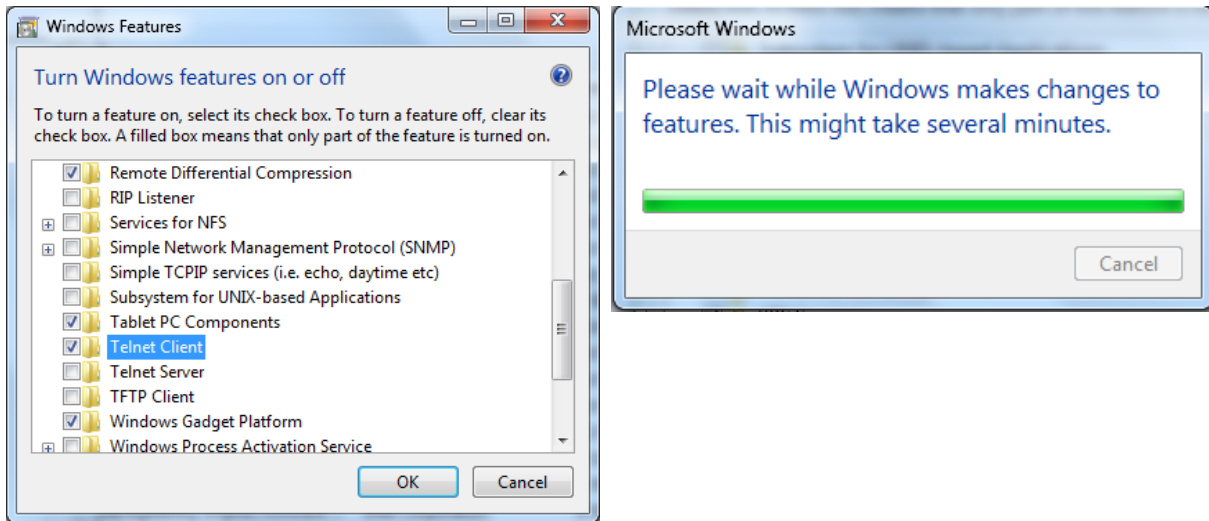 Windows Features
Turn Windows features on or off
To turn a feature on, select its check box. To turn a feature off, clear its
check box. A filled box means that only part of the feature is turned on.
Remote Differential Compression
RIP Listener
Services for NFS
Simple Network Management Protocol (SNMP)
Simple TCPIP services (i.e. echo, daytime etc)
Subsystem for UNIX-based Applications
Tablet PC Components
Telnet Client
Telnet Server
TFTP Client
Windows Gadget Platform
Windows Process Activation Service
OK
Cancel
Microsoft Windows
Please wait while Windows makes changes to
features. This might take several minutes.
Cancel